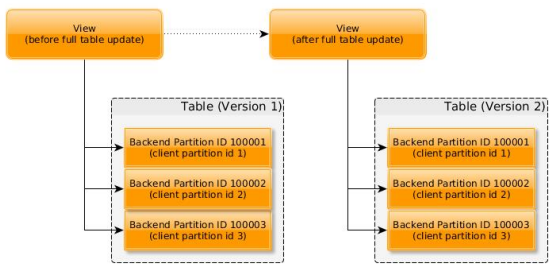 View
(before full table update)
View
(after full table update)
Table (Version 1)
Backend Partition ID 100001
(client partition id 1)
Backend Partition ID 100002
(client partition id 2)
Backend Partition ID 100003
(client partition id 3)
Table (Version 2)
Backend Partition ID 100001
(client partition id 1)
Backend Partition ID 100002
(client partition id 2)
Backend Partition ID 100003
(client partition id 3)